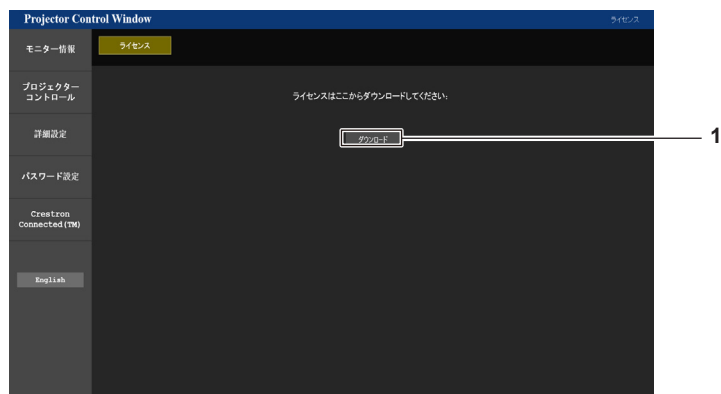 Projector Control Window
ライセンス
モニター情報
ライセンス
プロジェクター
コントロール
ライセンスはここからダウンロードしてください:
ダウンロード
1
詳細設定
パスワード設定
Crestron
Connected(TM)
English